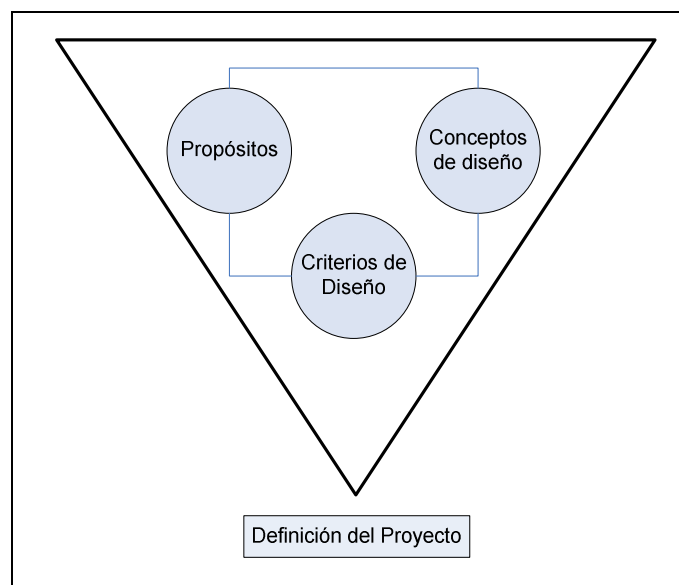 Propósitos
Conceptos
de diseño
Criterios de
Diseño
Definición del Proyecto